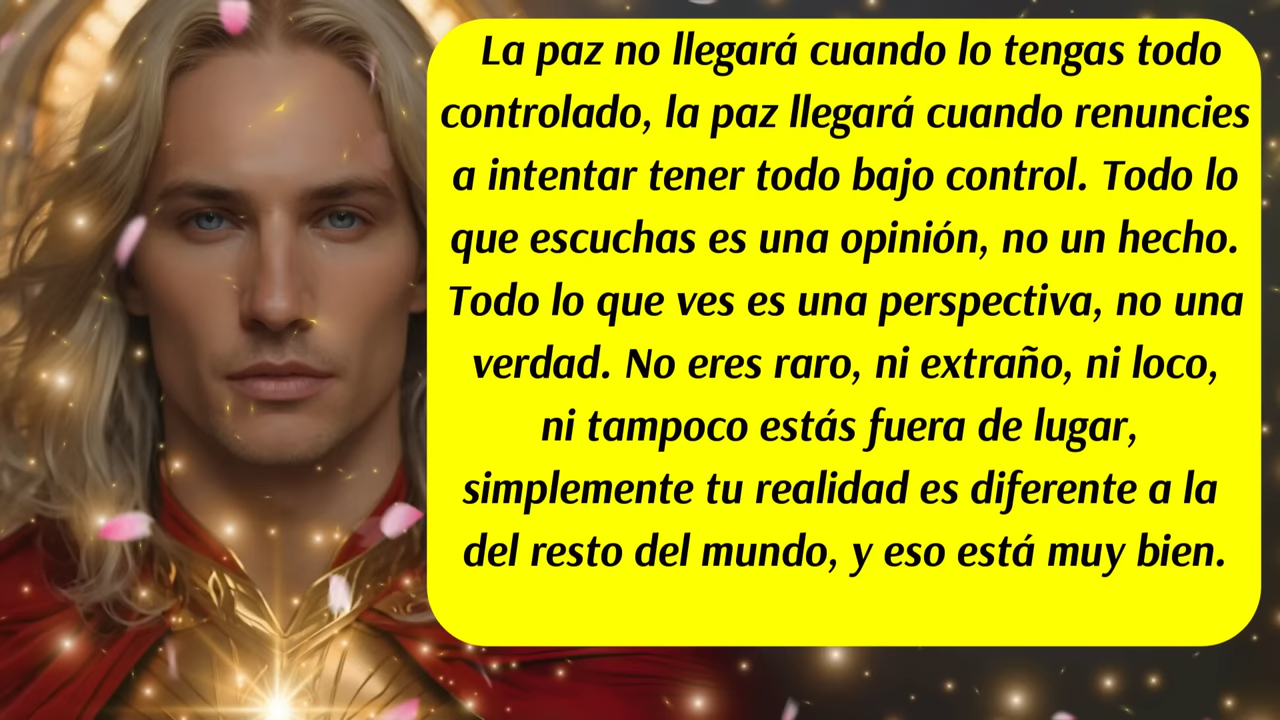 La paz no llegará cuando lo tengas todo
controlado, la paz llegará cuando renuncies
a intentar tener todo bajo control. Todo lo
que escuchas es una opinión, no un hecho.
Todo lo que ves es una perspectiva, no una
verdad. No eres raro, ni extraño, ni loco,
ni tampoco estás fuera de lugar,
simplemente tu realidad es diferente a la
del resto del mundo, y eso está muy bien.